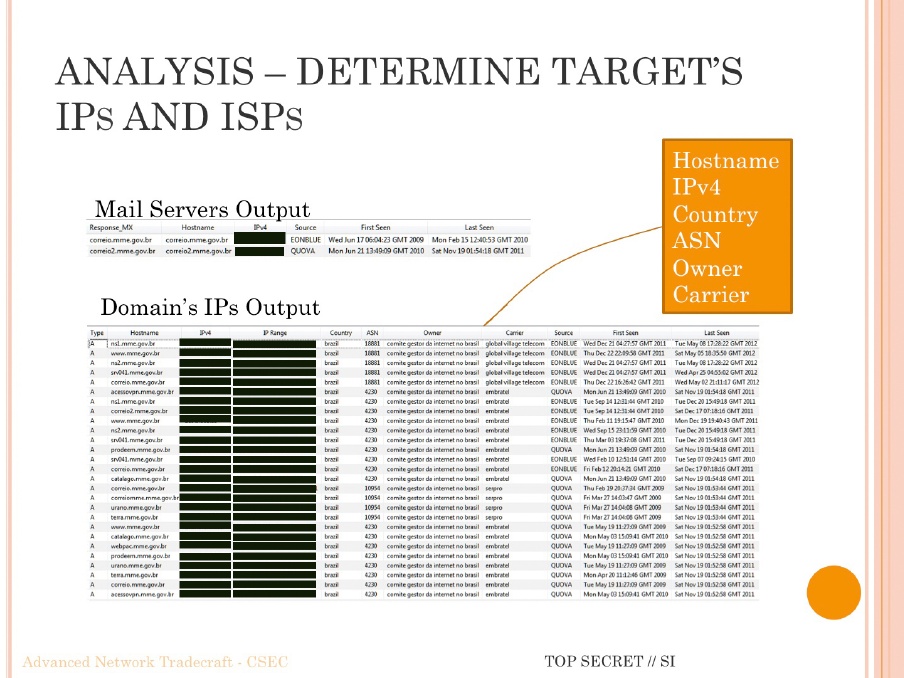 ANALYSIS – DETERMINE TARGET'S
IPS AND ISPS
Hostname
IPv4
Country
ASN
Owner
Carrier
Mail Servers Output
Response_MX Hostname IPv4 Source First Seen Last Seen
correio.mme.gov.br correio.mme.gov.br EONBLUE Wed Jun 17 06:04:23 GMT 2009 Mon Feb 15 12:40:53 GMT 2010
correio2.mme.gov.br correio2.mme.gov.br QUOVA Mon Jun 21 13:49:09 GMT 2010 Sat Nov 19 01:54:18 GMT 2011
Domain's IPs Output
Type Hostname IPv4 IP Range Country ASN Owner Carrier Source First Seen Last Seen
A ns1.mme.gov.br brazil 18881 comite gestor da internet no brasil global village telecom EONBLUE Wed Dec 21 04:27:57 GMT 2011 Tue May 08 17:28:22 GMT 2012
A www.mme.gov.br brazil 18881 comite gestor da internet no brasil global village telecom EONBLUE Thu Dec 22 22:09:58 GMT 2011 Sat May 05 18:35:59 GMT 2012
A ns2.mme.gov.br brazil 18881 comite gestor da internet no brasil global village telecom EONBLUE Wed Dec 21 04:27:57 GMT 2011 Tue May 08 17:28:22 GMT 2012
A srv041.mme.gov.br brazil 18881 comite gestor da internet no brasil global village telecom EONBLUE Wed Dec 21 04:27:57 GMT 2011 Wed Apr 25 04:55:02 GMT 2012
A correio.mme.gov.br brazil 18881 comite gestor da internet no brasil global village telecom EONBLUE Thu Dec 22 16:26:42 GMT 2011 Wed May 02 21:11:17 GMT 2012
A acessovpn.mme.gov.br brazil 4230 comite gestor da internet no brasil embratel QUOVA Mon Jun 21 13:49:09 GMT 2010 Sat Nov 19 01:54:18 GMT 2011
A ns1.mme.gov.br brazil 4230 comite gestor da internet no brasil embratel EONBLUE Tue Sep 14 12:31:44 GMT 2010 Tue Dec 20 15:49:18 GMT 2011
A correio2.mme.gov.br brazil 4230 comite gestor da internet no brasil embratel EONBLUE Tue Sep 14 12:31:44 GMT 2010 Sat Dec 17 07:18:16 GMT 2011
A www.mme.gov.br brazil 4230 comite gestor da internet no brasil embratel EONBLUE Thu Feb 11 19:15:47 GMT 2010 Mon Dec 19 19:40:43 GMT 2011
A ns2.mme.gov.br brazil 4230 comite gestor da internet no brasil embratel EONBLUE Wed Sep 15 23:11:59 GMT 2010 Tue Dec 20 15:49:18 GMT 2011
A srv041.mme.gov.br brazil 4230 comite gestor da internet no brasil embratel EONBLUE Thu Mar 03 19:37:08 GMT 2011 Tue Dec 20 15:49:18 GMT 2011
A prodeem.mme.gov.br brazil 4230 comite gestor da internet no brasil embratel QUOVA Mon Jun 21 13:49:09 GMT 2010 Sat Nov 19 01:54:18 GMT 2011
A srv041.mme.gov.br brazil 4230 comite gestor da internet no brasil embratel EONBLUE Wed Feb 10 12:51:14 GMT 2010 Tue Sep 07 09:24:15 GMT 2010
A correio.mme.gov.br brazil 4230 comite gestor da internet no brasil embratel EONBLUE Fri Feb 12 20:14:21 GMT 2010 Sat Dec 17 07:18:16 GMT 2011
A catalago.mme.gov.br brazil 4230 comite gestor da internet no brasil embratel QUOVA Mon Jun 21 13:49:09 GMT 2010 Sat Nov 19 01:54:18 GMT 2011
A correio.mme.gov.br brazil 10954 comite gestor da internet no brasil serpro QUOVA Thu Feb 19 20:37:34 GMT 2009 Sat Nov 19 01:53:44 GMT 2011
A correiomme.mme.gov.br brazil 10954 comite gestor da internet no brasil serpro QUOVA Fri Mar 27 14:03:47 GMT 2009 Sat Nov 19 01:53:44 GMT 2011
A urano.mme.gov.br brazil 10954 comite gestor da internet no brasil serpro QUOVA Fri Mar 27 14:04:08 GMT 2009 Sat Nov 19 01:53:44 GMT 2011
A terra.mme.gov.br brazil 10954 comite gestor da internet no brasil serpro QUOVA Fri Mar 27 14:04:08 GMT 2009 Sat Nov 19 01:53:44 GMT 2011
A www.mme.gov.br brazil 4230 comite gestor da internet no brasil embratel QUOVA Tue May 19 11:27:09 GMT 2009 Sat Nov 19 01:52:58 GMT 2011
A catalago.mme.gov.br brazil 4230 comite gestor da internet no brasil embratel QUOVA Mon May 03 15:09:41 GMT 2010 Sat Nov 19 01:52:58 GMT 2011
A webpac.mme.gov.br brazil 4230 comite gestor da internet no brasil embratel QUOVA Tue May 19 11:27:09 GMT 2009 Sat Nov 19 01:52:58 GMT 2011
A prodeem.mme.gov.br brazil 4230 comite gestor da internet no brasil embratel QUOVA Mon May 03 15:09:41 GMT 2010 Sat Nov 19 01:52:58 GMT 2011
A urano.mme.gov.br brazil 4230 comite gestor da internet no brasil embratel QUOVA Tue May 19 11:27:09 GMT 2009 Sat Nov 19 01:52:58 GMT 2011
A terra.mme.gov.br brazil 4230 comite gestor da internet no brasil embratel QUOVA Mon Apr 20 11:12:46 GMT 2009 Sat Nov 19 01:52:58 GMT 2011
A correio.mme.gov.br brazil 4230 comite gestor da internet no brasil embratel QUOVA Tue May 19 11:27:09 GMT 2009 Sat Nov 19 01:52:58 GMT 2011
A acessovpn.mme.gov.br brazil 4230 comite gestor da internet no brasil embratel QUOVA Mon May 03 15:09:41 GMT 2010 Sat Nov 19 01:52:58 GMT 2011
Advanced Network Tradecraft - CSEC
TOP SECRET // SI